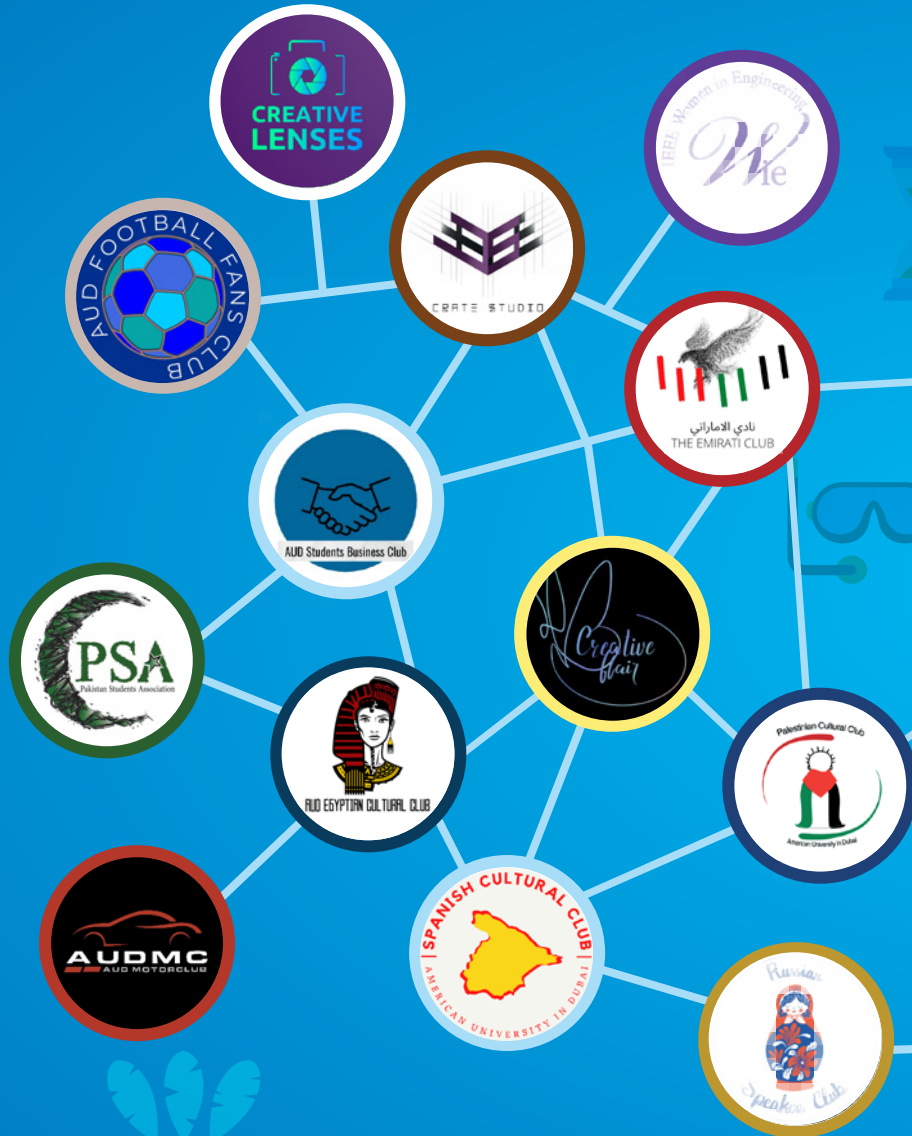 CREATIVE
LENSES
IEEE Women in Engineering
Wie
AUD FOOTBALL FANS CLUB
CRATE STUDIO
نادي الاماراتي
THE EMIRATI CLUB
AUD Students Business Club
Creative
flair
PSA
Pakistan Students Association
AUD EGYPTIAN CULTURAL CLUB
Palestinian Cultural Club
American University in Dubai
AUDMC
AUD MOTORCLUB
| SPANISH CULTURAL CLUB |
AMERICAN UNIVERSITY IN DUBAI
Russian
Speaker Club